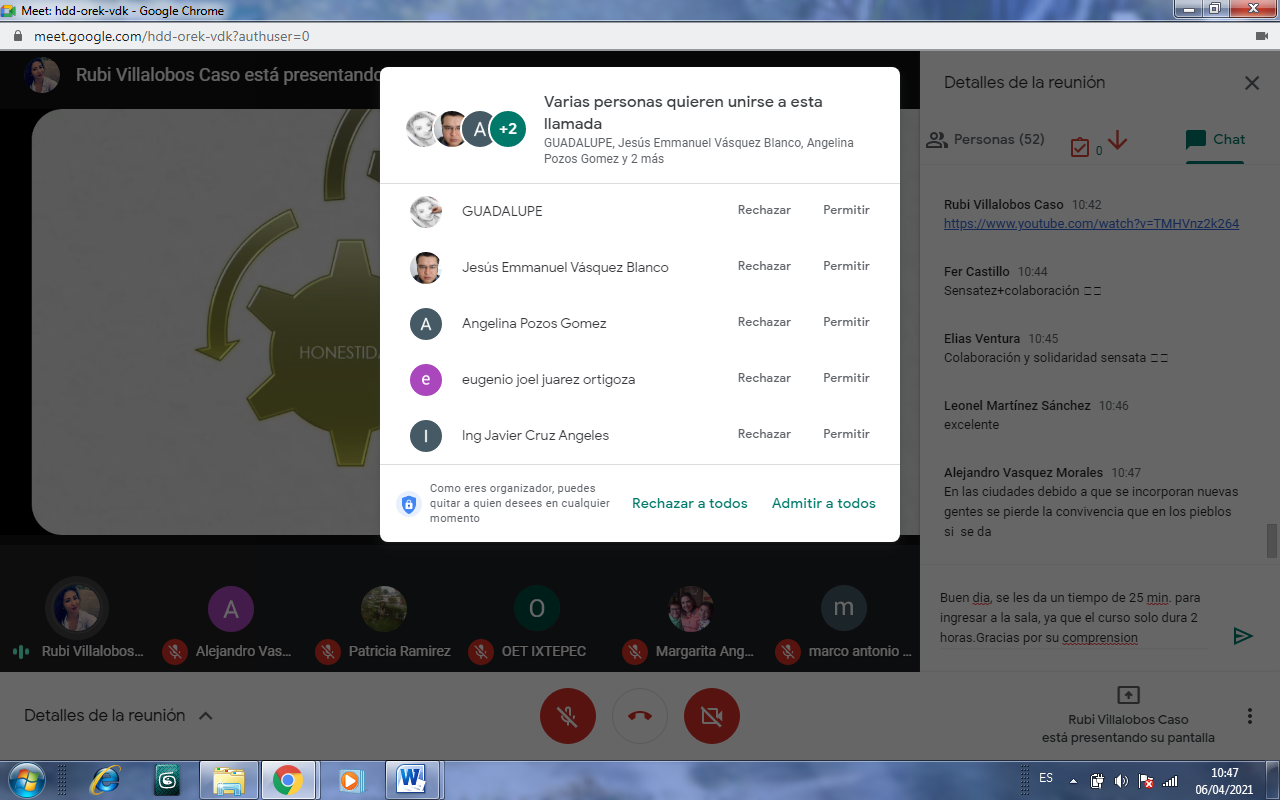 Meet: hdd-orek-vdk - Google Chrome
meet.google.com/hdd-orek-vdk?authuser=0
Rubi Villalobos Caso está presentando
HONESTIDA
Varias personas quieren unirse a esta
llamada
GUADALUPE, Jesús Emmanuel Vásquez Blanco, Angelina
Pozos Gomez y 2 más
A
+2
GUADALUPE
Rechazar
Permitir
Jesús Emmanuel Vásquez Blanco
Rechazar
Permitir
A
Angelina Pozos Gomez
Rechazar
Permitir
e
eugenio joel juarez ortigoza
Rechazar
Permitir
I
Ing Javier Cruz Angeles
Rechazar
Permitir
Como eres organizador, puedes
quitar a quien desees en cualquier
momento
Rechazar a todos
Admitir a todos
Detalles de la reunión
Personas (52)
0
Chat
Rubi Villalobos Caso 10:42
https://www.youtube.com/watch?v=TMHVnz2k264
Fer Castillo 10:44
Sensatez+colaboración
Elias Ventura 10:45
Colaboración y solidaridad sensata
Leonel Martínez Sánchez 10:46
excelente
Alejandro Vasquez Morales 10:47
En las ciudades debido a que se incorporan nuevas
gentes se pierde la convivencia que en los pieblos
si se da
Buen dia, se les da un tiempo de 25 min. para
ingresar a la sala, ya que el curso solo dura 2
horas.Gracias por su comprension
A
O
m
Rubi Villalobos...
Alejandro Vas...
Patricia Ramirez
OET IXTEPEC
Margarita Ang...
marco antonio ...
Detalles de la reunión
Rubi Villalobos Caso
está presentando su pantalla
ES
10:47
06/04/2021